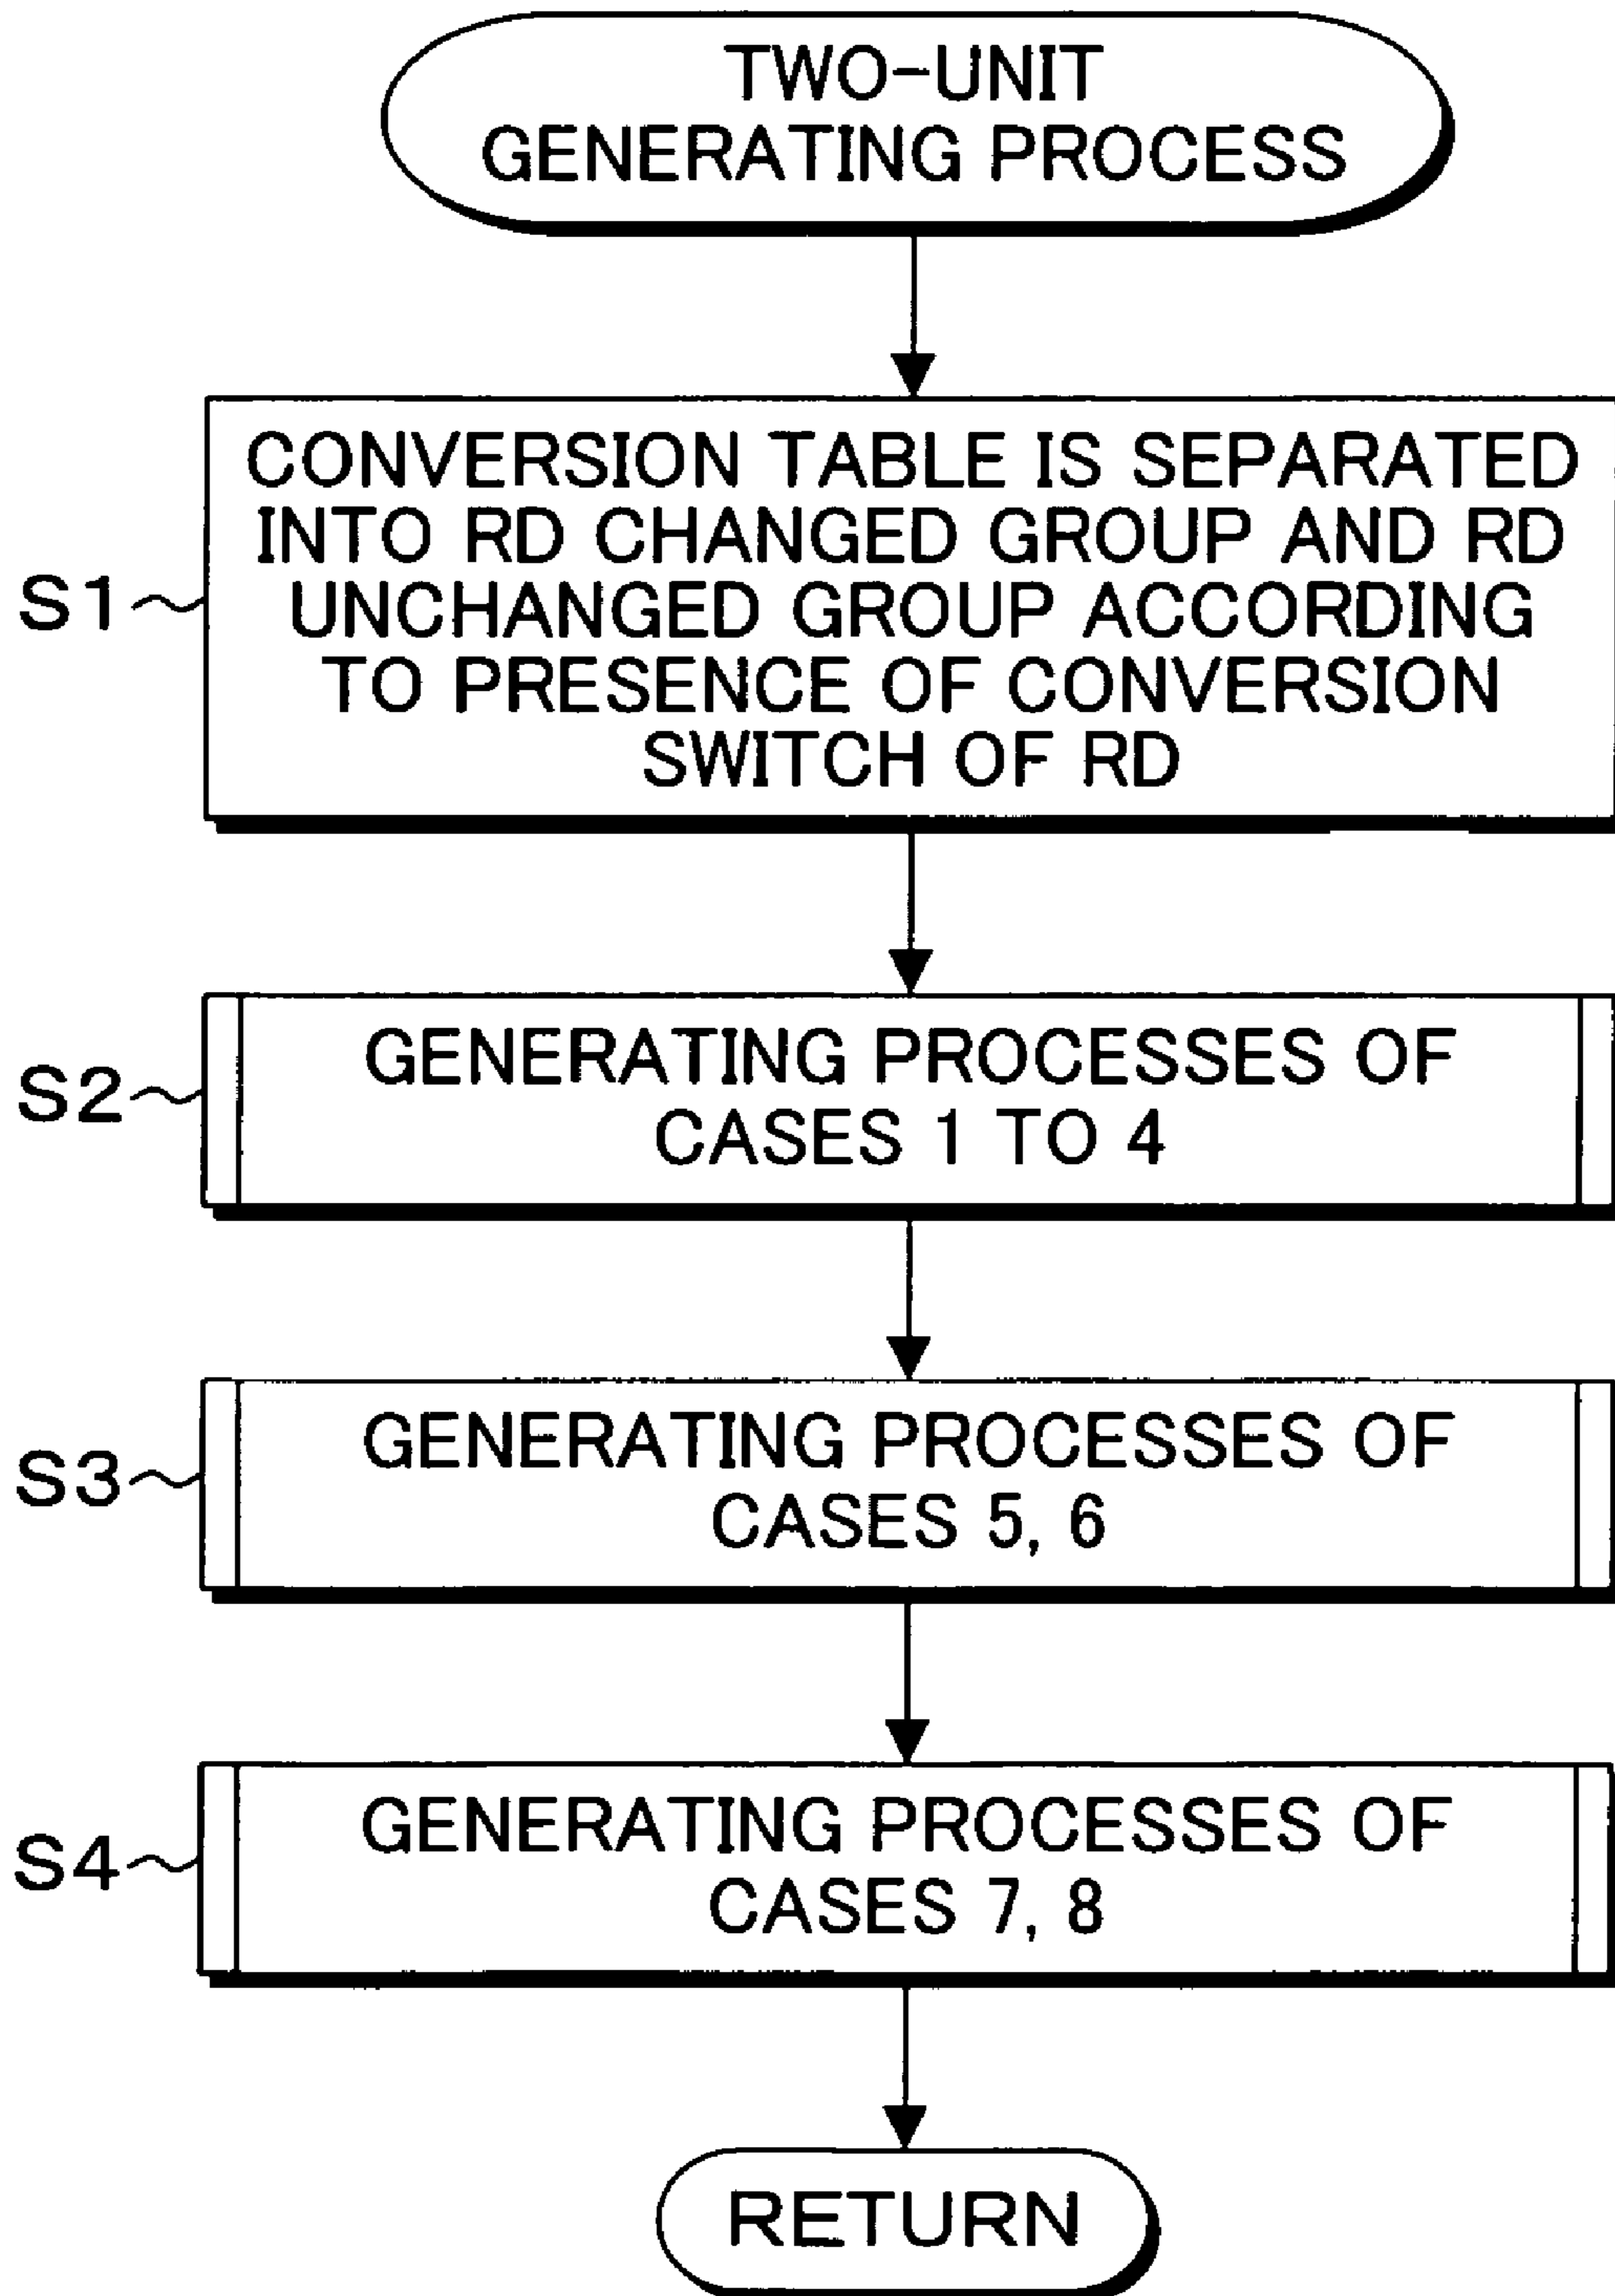 TWO-UNIT
GENERATING PROCESS
S1
CONVERSION TABLE IS SEPARATED
INTO RD CHANGED GROUP AND RD
UNCHANGED GROUP ACCORDING
TO PRESENCE OF CONVERSION
SWITCH OF RD
S2
GENERATING PROCESSES OF
CASES 1 TO 4
S3
GENERATING PROCESSES OF
CASES 5, 6
S4
GENERATING PROCESSES OF
CASES 7, 8
RETURN